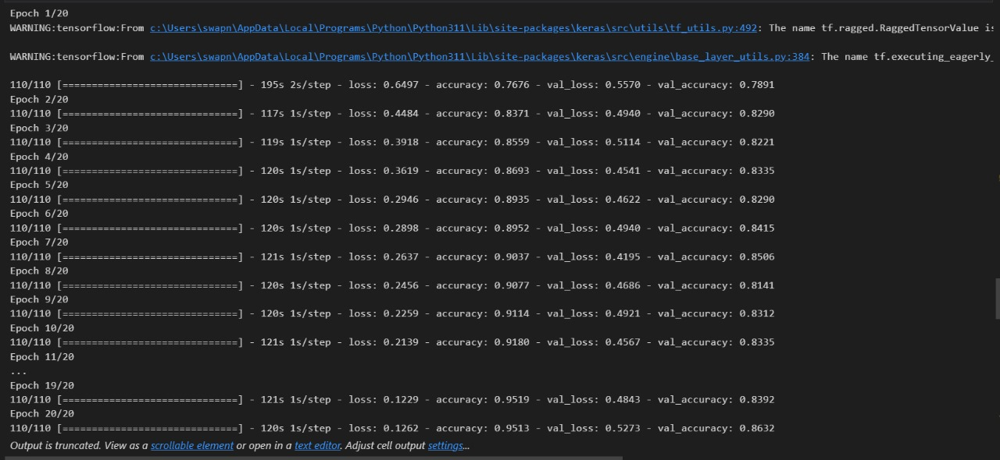 Epoch 1/20
WARNING:tensorflow:From c:\Users\swapn\AppData\Local\Programs\Python\Python311\Lib\site-packages\keras\src\utils\tf_utils.py:492: The name tf.ragged.RaggedTensorValue is
WARNING:tensorflow:From c:\Users\swapn\AppData\Local\Programs\Python\Python311\Lib\site-packages\keras\src\engine\base_layer_utils.py:384: The name tf.executing_eagerly_
110/110 [==============================] - 195s 2s/step - loss: 0.6497 - accuracy: 0.7676 - val_loss: 0.5570 - val_accuracy: 0.7891
Epoch 2/20
110/110 [==============================] - 117s 1s/step - loss: 0.4484 - accuracy: 0.8371 - val_loss: 0.4940 - val_accuracy: 0.8290
Epoch 3/20
110/110 [==============================] - 119s 1s/step - loss: 0.3918 - accuracy: 0.8559 - val_loss: 0.5114 - val_accuracy: 0.8221
Epoch 4/20
110/110 [==============================] - 120s 1s/step - loss: 0.3619 - accuracy: 0.8693 - val_loss: 0.4541 - val_accuracy: 0.8335
Epoch 5/20
110/110 [==============================] - 120s 1s/step - loss: 0.2946 - accuracy: 0.8935 - val_loss: 0.4622 - val_accuracy: 0.8290
Epoch 6/20
110/110 [==============================] - 120s 1s/step - loss: 0.2898 - accuracy: 0.8952 - val_loss: 0.4940 - val_accuracy: 0.8415
Epoch 7/20
110/110 [==============================] - 121s 1s/step - loss: 0.2637 - accuracy: 0.9037 - val_loss: 0.4195 - val_accuracy: 0.8506
Epoch 8/20
110/110 [==============================] - 120s 1s/step - loss: 0.2456 - accuracy: 0.9077 - val_loss: 0.4686 - val_accuracy: 0.8141
Epoch 9/20
110/110 [==============================] - 120s 1s/step - loss: 0.2259 - accuracy: 0.9114 - val_loss: 0.4921 - val_accuracy: 0.8312
Epoch 10/20
110/110 [==============================] - 121s 1s/step - loss: 0.2139 - accuracy: 0.9180 - val_loss: 0.4567 - val_accuracy: 0.8335
Epoch 11/20
...
Epoch 19/20
110/110 [==============================] - 121s 1s/step - loss: 0.1229 - accuracy: 0.9519 - val_loss: 0.4843 - val_accuracy: 0.8392
Epoch 20/20
110/110 [==============================] - 120s 1s/step - loss: 0.1262 - accuracy: 0.9513 - val_loss: 0.5273 - val_accuracy: 0.8632
Output is truncated. View as a scrollable element or open in a text editor. Adjust cell output settings...